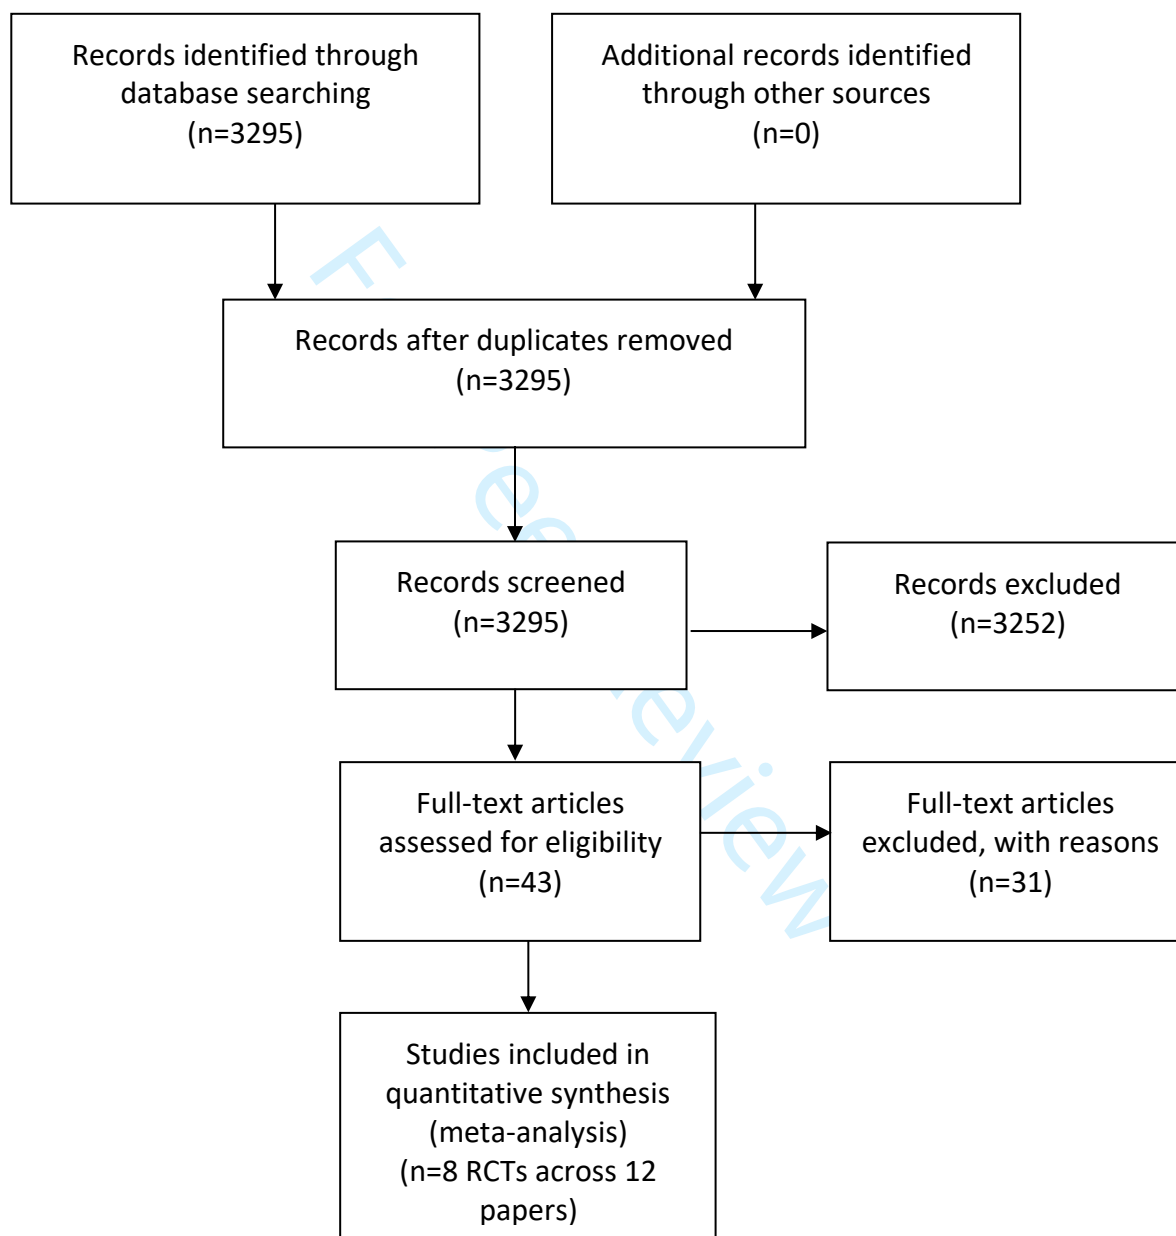 Records identified through
database searching
(n=3295)
Additional records identified
through other sources
(n=0)
Records after duplicates removed
(n=3295)
Records screened
(n=3295)
Records excluded
(n=3252)
Full-text articles
assessed for eligibility
(n=43)
Full-text articles
excluded, with reasons
(n=31)
Studies included in
quantitative synthesis
(meta-analysis)
(n=8 RCTs across 12
papers)